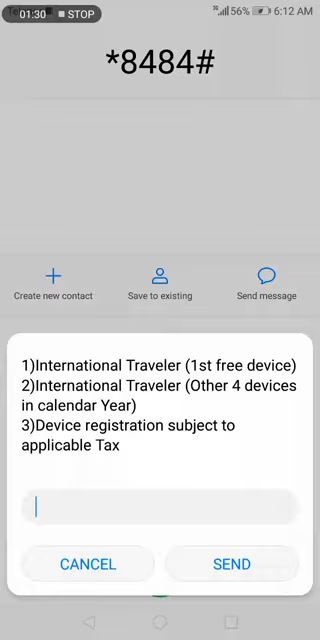 01:30 STOP
56% 6:12 AM
*8484#
Create new contact
Save to existing
Send message
1)International Traveler (1st free device)
2)International Traveler (Other 4 devices
in calendar Year)
3)Device registration subject to
applicable Tax
CANCEL
SEND